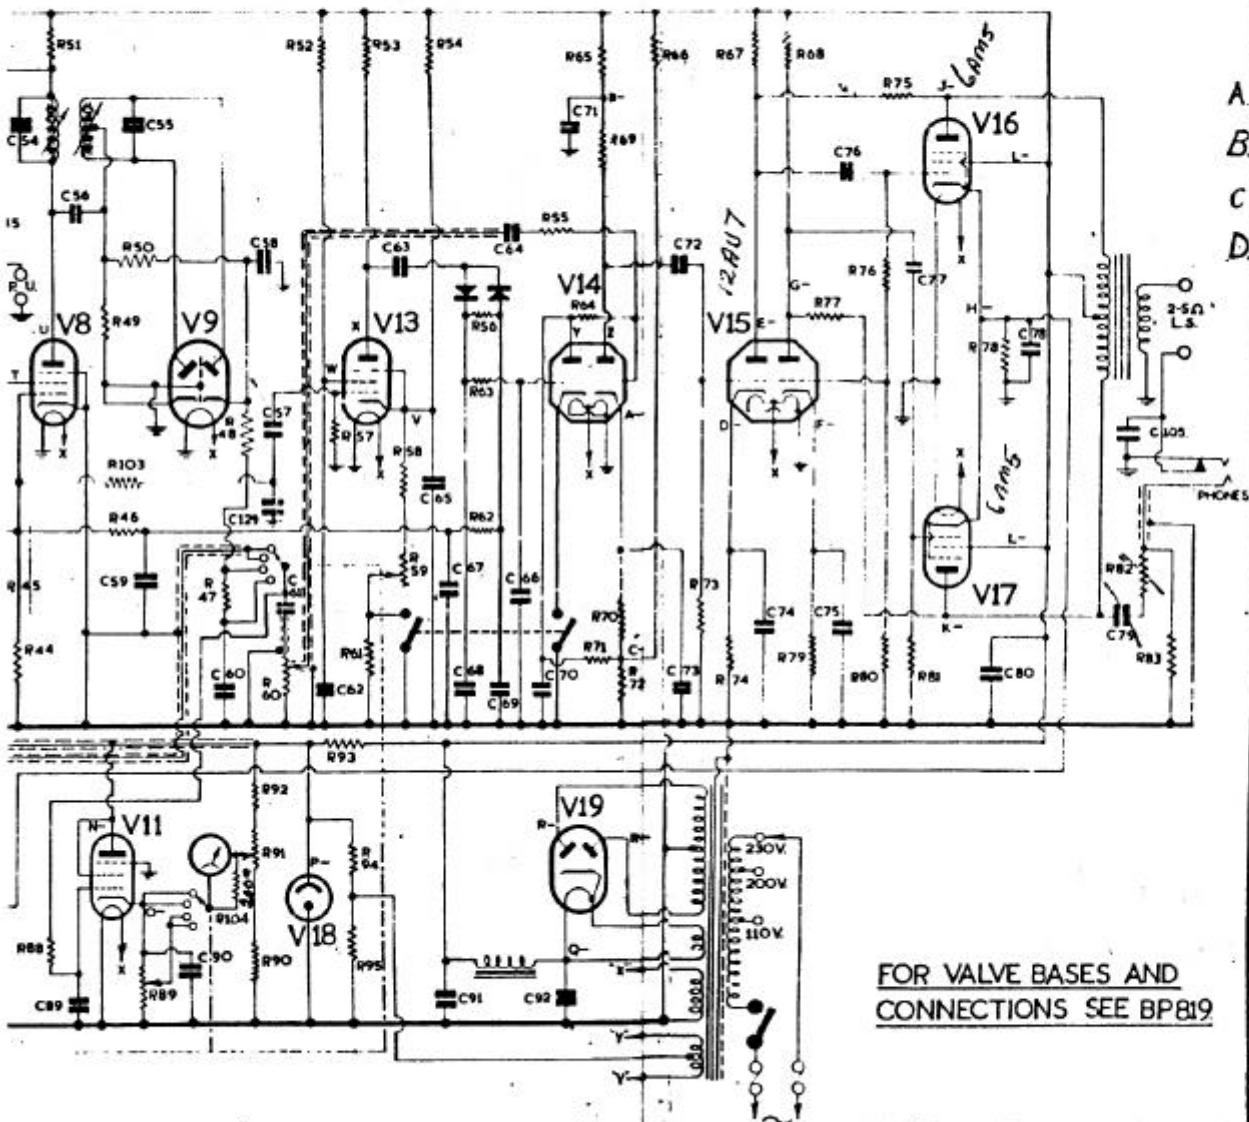 R51
R52
R53
R54
R65
R66
R67
R68
R75
J-
6AM5
A.
B.
C
D.
C54
C55
C71
B-
R69
V16
L-
C56
C76
15
R50
C58
C63
C64
R55
C72
12AU7
R76
C77
P.U.
V14
G-
2-5Ω
L.S.
U
V8
R49
V9
X
V13
R56
R64
Y
Z
V15
E-
R77
H-
R78
C78
T
W
R63
A-
D-
F-
R48
C57
R57
V
R58
X
X
X
X
X
X
X
C105
PHONES
R103
C65
6AM5
C129
R46
R62
L-
R45
C59
R47
C61
R59
C67
C66
R73
V17
R82
R70
C74
C75
K-
C79
R44
R61
R71
C-
R83
C60
R60
C62
C68
C69
C70
R72
C73
R74
R79
R80
R81
C80
R93
R92
V19
N-
V11
R-
R-
R91
R94
P-
230V.
200V.
110V.
O-
R104
V18
R88
C90
R90
R95
Q-
"X"
X
C89
R89
C91
C92
FOR VALVE BASES AND
CONNECTIONS SEE BP819
"Y"
"Y"